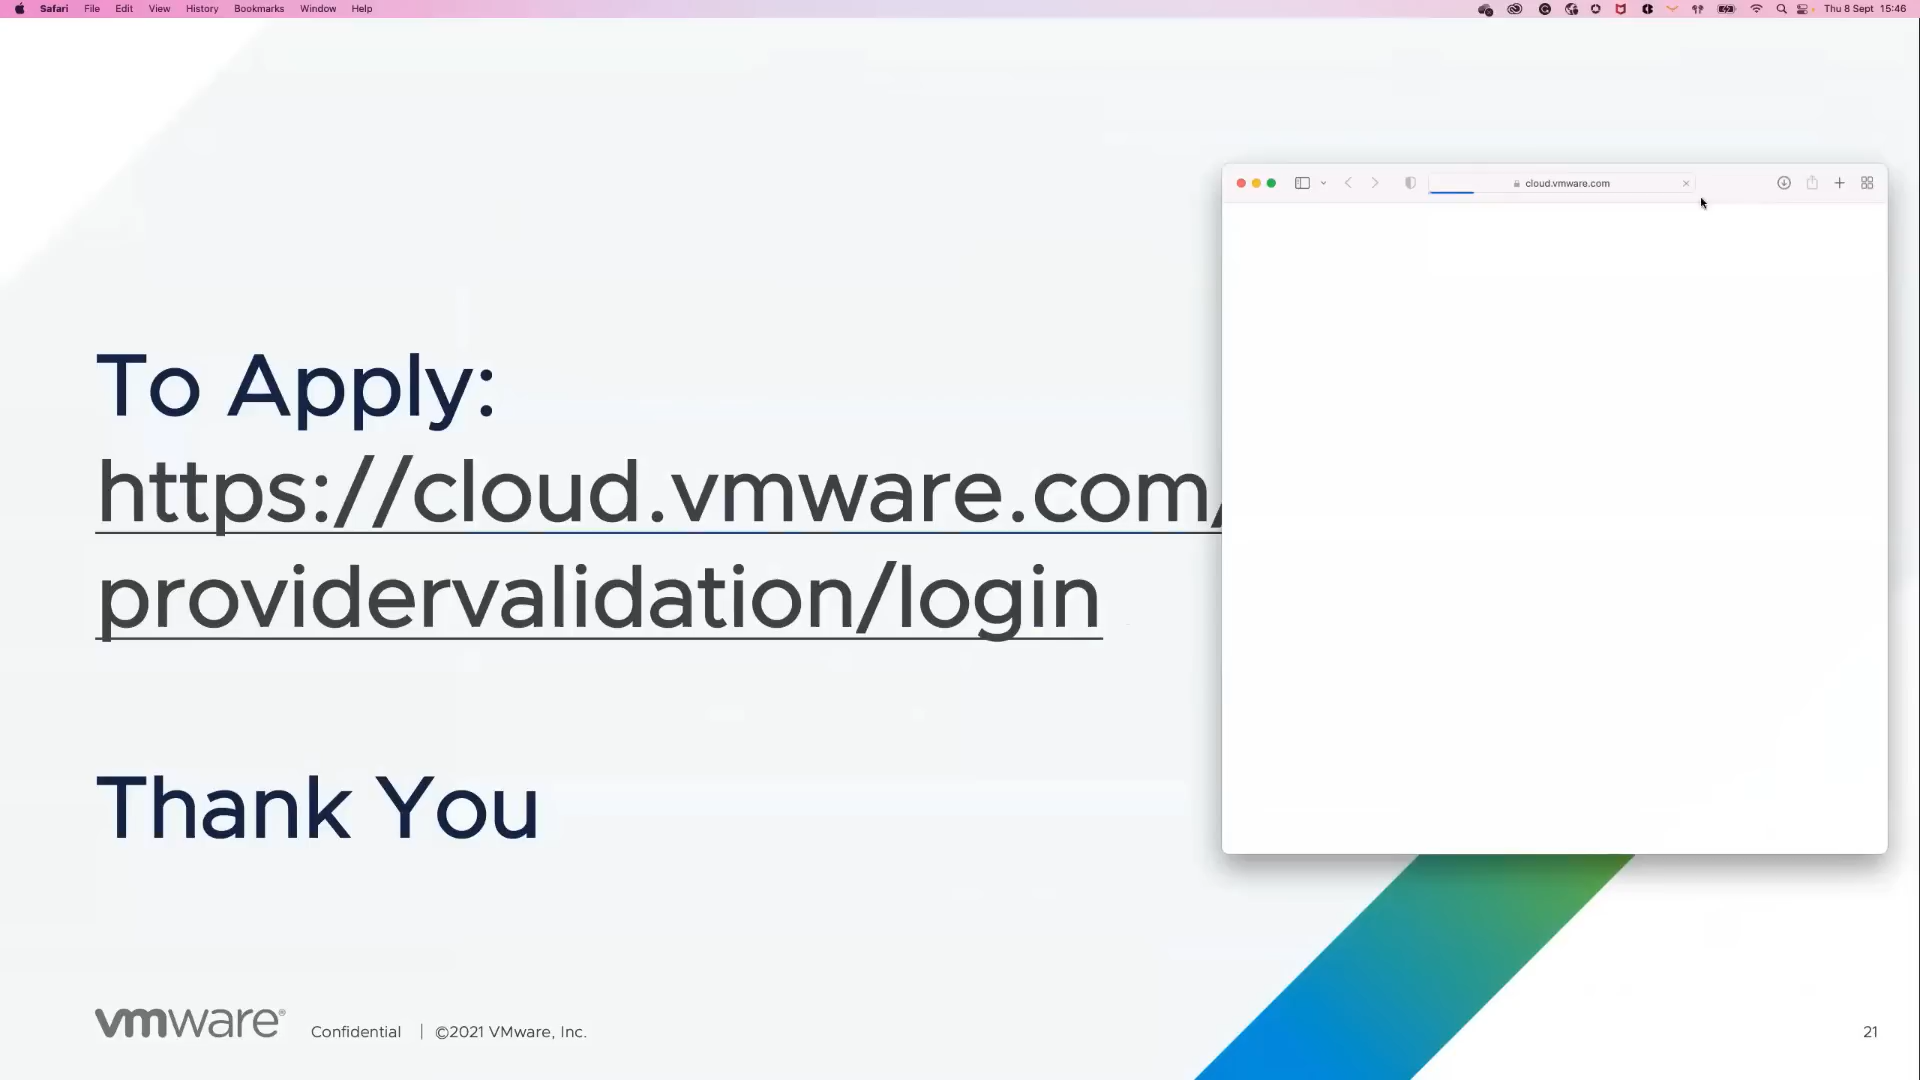 Safari File Edit View History Bookmarks Window Help Thu 8 Sept 15:46
cloud.vmware.com
To Apply:
https://cloud.vmware.com/
providervalidation/login
Thank You
vmware® Confidential | ©2021 VMware, Inc.
21